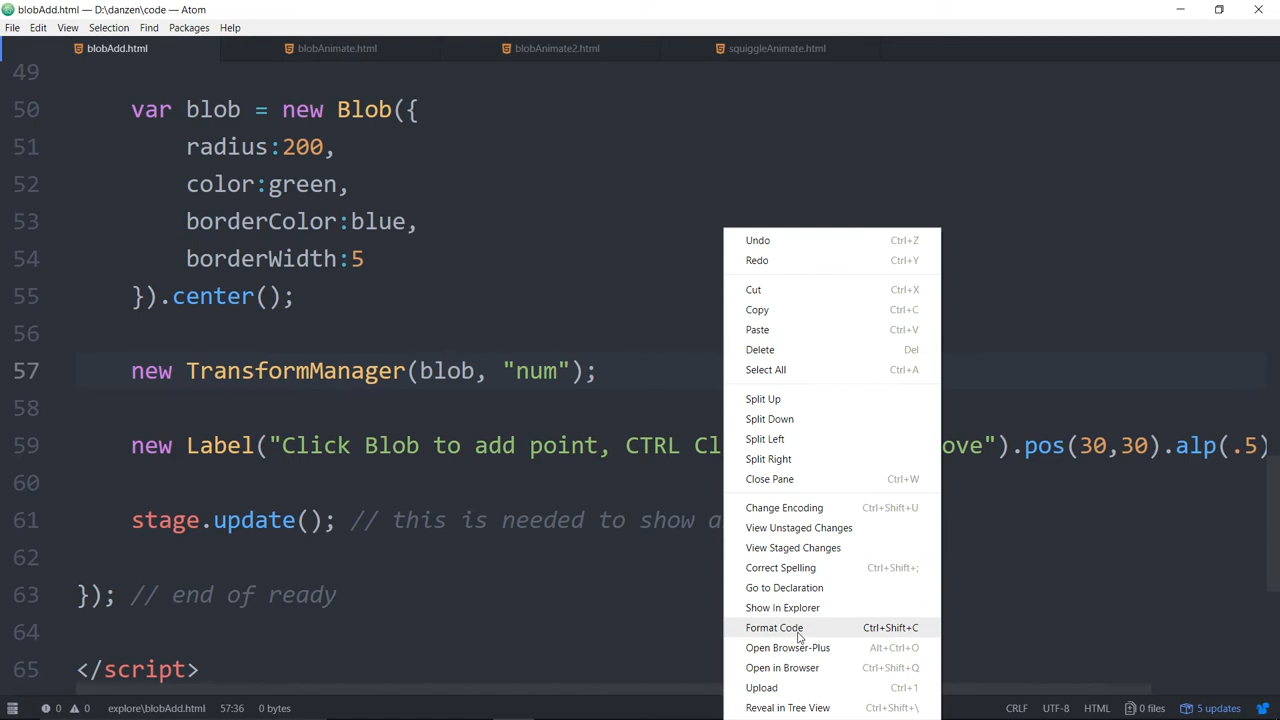 blobAdd.html — D:\danzen\code — Atom
File Edit View Selection Find Packages Help
blobAdd.html blobAnimate.html blobAnimate2.html squiggleAnimate.html
49
50 var blob = new Blob({
51 radius:200,
52 color:green,
53 borderColor:blue,
54 borderWidth:5
55 }).center();
56
57 new TransformManager(blob, "num");
58
59 new Label("Click Blob to add point, CTRL Cl ove").pos(30,30).alp(.5)
60
61 stage.update(); // this is needed to show a
62
63 }); // end of ready
64
65 </script>
Undo Ctrl+Z
Redo Ctrl+Y
Cut Ctrl+X
Copy Ctrl+C
Paste Ctrl+V
Delete Del
Select All Ctrl+A
Split Up
Split Down
Split Left
Split Right
Close Pane Ctrl+W
Change Encoding Ctrl+Shift+U
View Unstaged Changes
View Staged Changes
Correct Spelling Ctrl+Shift+;
Go to Declaration
Show In Explorer
Format Code Ctrl+Shift+C
Open Browser-Plus Alt+Ctrl+O
Open in Browser Ctrl+Shift+Q
Upload Ctrl+1
Reveal in Tree View Ctrl+Shift+\
0 0 explore\blobAdd.html 57:36 0 bytes CRLF UTF-8 HTML 0 files 5 updates